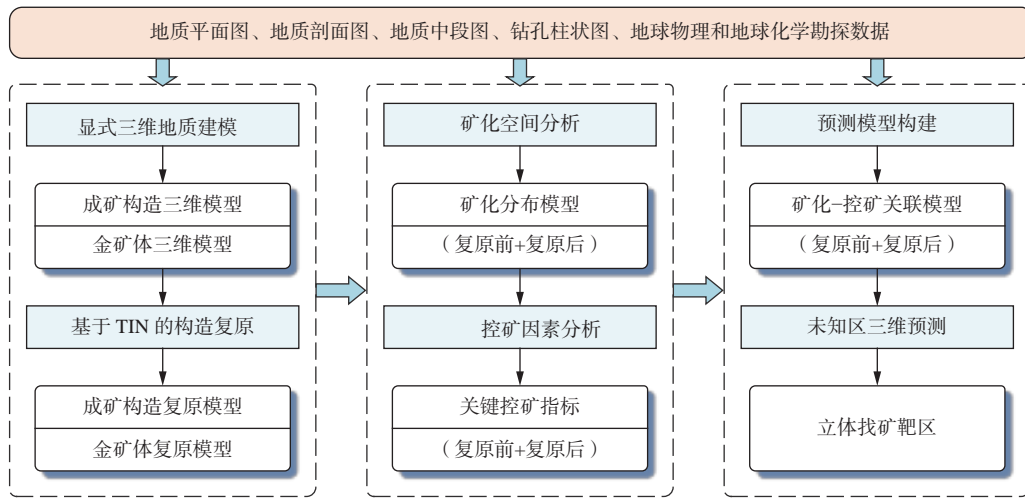 地质平面图、地质剖面图、地质中段图、钻孔柱状图、地球物理和地球化学勘探数据
显式三维地质建模
成矿构造三维模型
金矿体三维模型
基于 TIN 的构造复原
成矿构造复原模型
金矿体复原模型
矿化空间分析
矿化分布模型
（复原前+复原后）
控矿因素分析
关键控矿指标
（复原前+复原后）
预测模型构建
矿化–控矿关联模型
（复原前+复原后）
未知区三维预测
立体找矿靶区